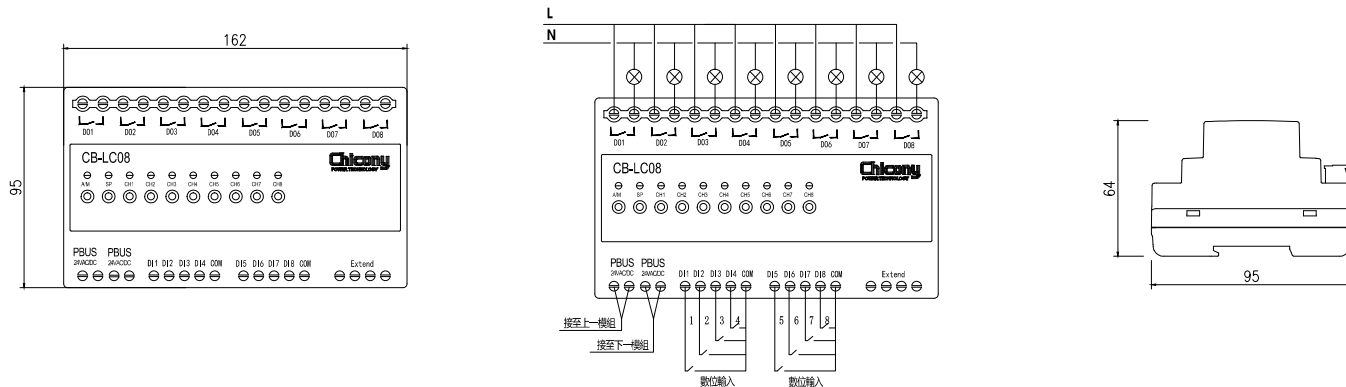 162
95
DO1 DO2 DO3 DO4 DO5 DO6 DO7 DO8
CB-LC08
Chicony
POWER TECHNOLOGY
A/M SP CH1 CH2 CH3 CH4 CH5 CH6 CH7 CH8
PBUS PBUS
24VAC/DC 24VAC/DC DI1 DI2 DI3 DI4 COM DI5 DI6 DI7 DI8 COM Extend
L
N
DO1 DO2 DO3 DO4 DO5 DO6 DO7 DO8
CB-LC08
Chicony
POWER TECHNOLOGY
A/M SP CH1 CH2 CH3 CH4 CH5 CH6 CH7 CH8
PBUS PBUS
24VAC/DC 24VAC/DC DI1 DI2 DI3 DI4 COM DI5 DI6 DI7 DI8 COM Extend
1 2 3 4 5 6 7 8
接至上一模組
接至下一模組
數位輸入 數位輸入
64
95